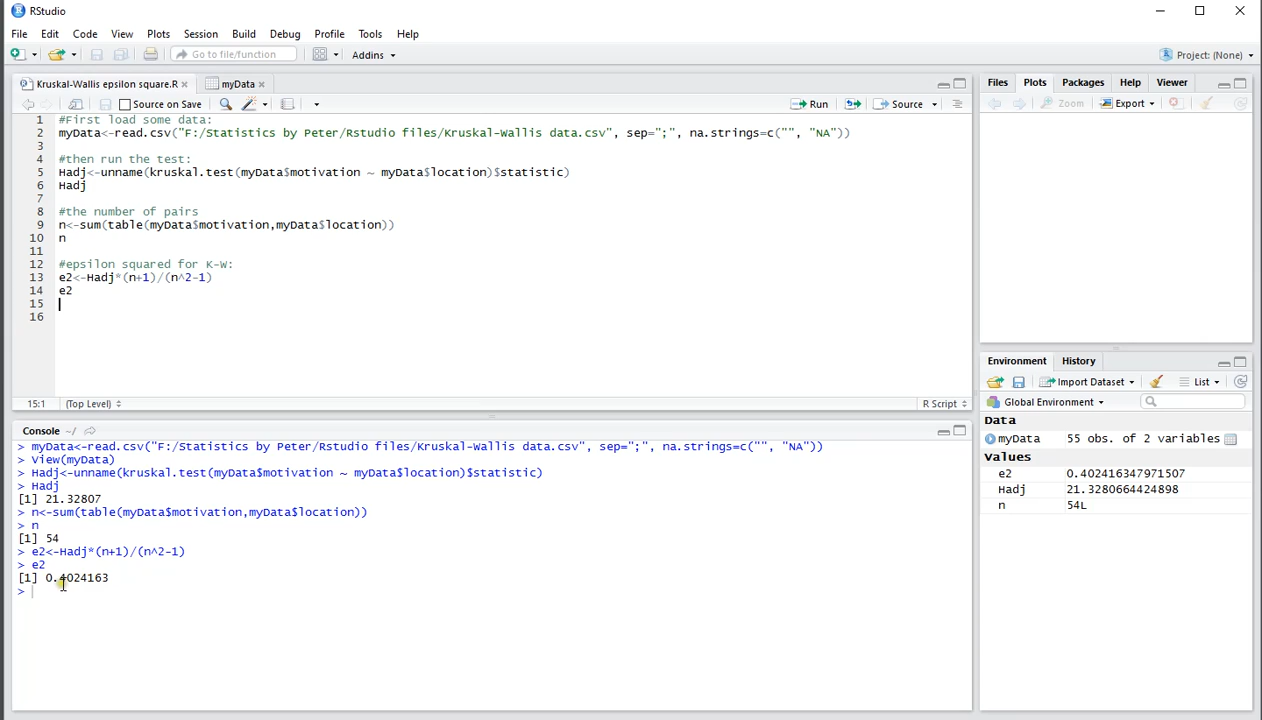 RStudio
File Edit Code View Plots Session Build Debug Profile Tools Help
Go to file/function Addins Project: (None)
Kruskal-Wallis epsilon square.R myData
Source on Save Run Source
1 #First load some data:
2 myData<-read.csv("F:/Statistics by Peter/Rstudio files/Kruskal-Wallis data.csv", sep=";", na.strings=c("", "NA"))
3
4 #then run the test:
5 Hadj<-unname(kruskal.test(myData$motivation ~ myData$location)$statistic)
6 Hadj
7
8 #the number of pairs
9 n<-sum(table(myData$motivation,myData$location))
10 n
11
12 #epsilon squared for K-W:
13 e2<-Hadj*(n+1)/(n^2-1)
14 e2
15
16
15:1 (Top Level) R Script
Console ~/
> myData<-read.csv("F:/Statistics by Peter/Rstudio files/Kruskal-Wallis data.csv", sep=";", na.strings=c("", "NA"))
> View(myData)
> Hadj<-unname(kruskal.test(myData$motivation ~ myData$location)$statistic)
> Hadj
[1] 21.32807
> n<-sum(table(myData$motivation,myData$location))
> n
[1] 54
> e2<-Hadj*(n+1)/(n^2-1)
> e2
[1] 0.4024163
>
Files Plots Packages Help Viewer
Zoom Export
Environment History
Import Dataset List
Global Environment
Data
myData 55 obs. of 2 variables
Values
e2 0.402416347971507
Hadj 21.3280664424898
n 54L